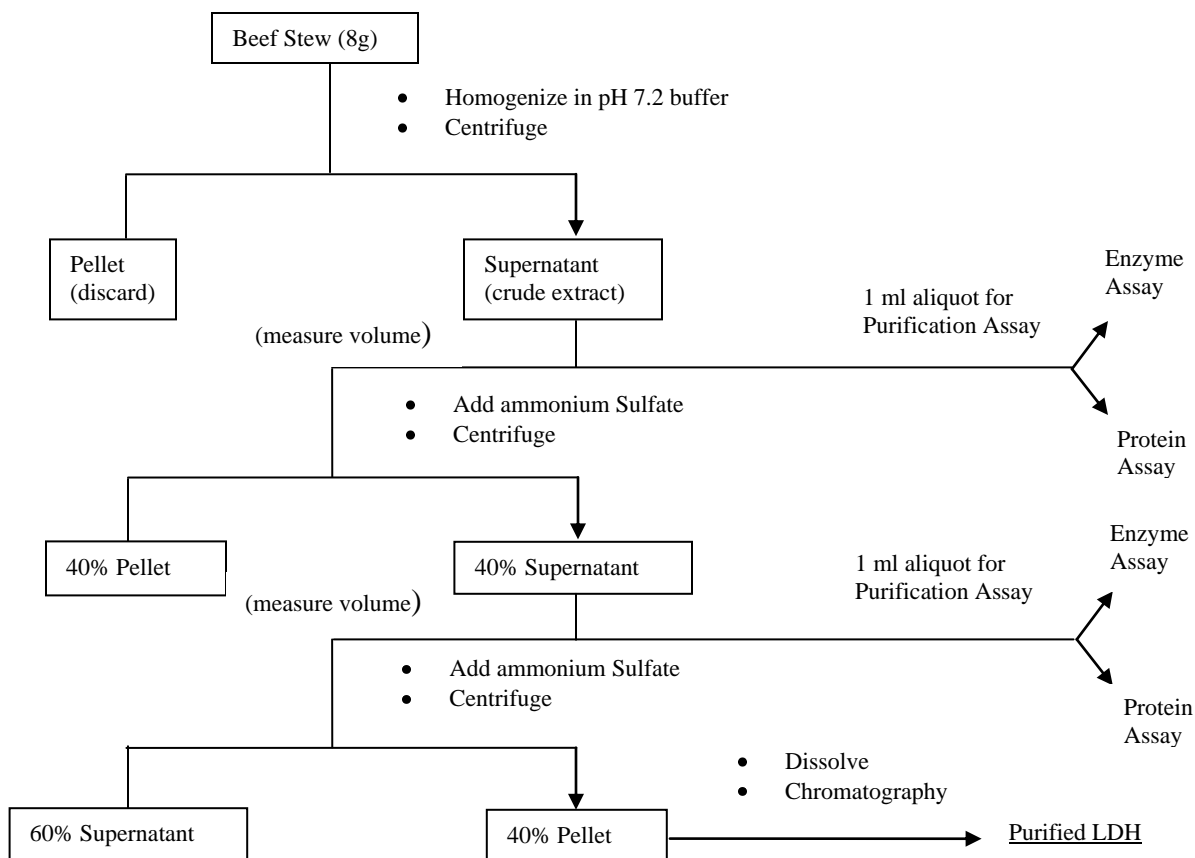 Beef Stew (8g)
• Homogenize in pH 7.2 buffer
• Centrifuge
Pellet
(discard)
Supernatant
(crude extract)
Enzyme
Assay
1 ml aliquot for
Purification Assay
(measure volume)
• Add ammonium Sulfate
• Centrifuge
Protein
Assay
40% Pellet
40% Supernatant
Enzyme
Assay
1 ml aliquot for
Purification Assay
(measure volume)
• Add ammonium Sulfate
• Centrifuge
Protein
Assay
• Dissolve
• Chromatography
60% Supernatant
40% Pellet
Purified LDH